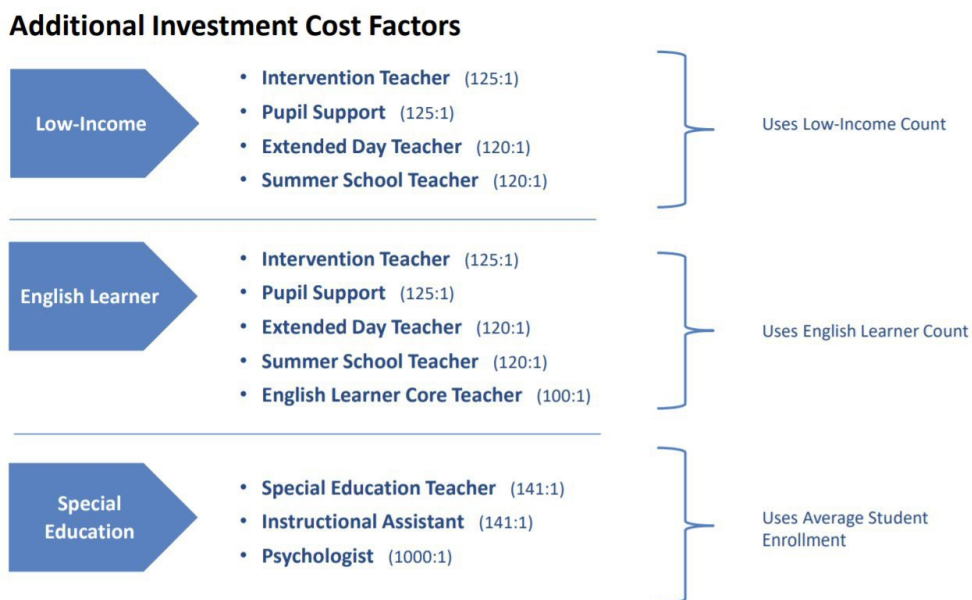 Additional Investment Cost Factors
Low-Income
• Intervention Teacher (125:1)
• Pupil Support (125:1)
• Extended Day Teacher (120:1)
• Summer School Teacher (120:1)
Uses Low-Income Count
English Learner
• Intervention Teacher (125:1)
• Pupil Support (125:1)
• Extended Day Teacher (120:1)
• Summer School Teacher (120:1)
• English Learner Core Teacher (100:1)
Uses English Learner Count
Special
Education
• Special Education Teacher (141:1)
• Instructional Assistant (141:1)
• Psychologist (1000:1)
Uses Average Student
Enrollment